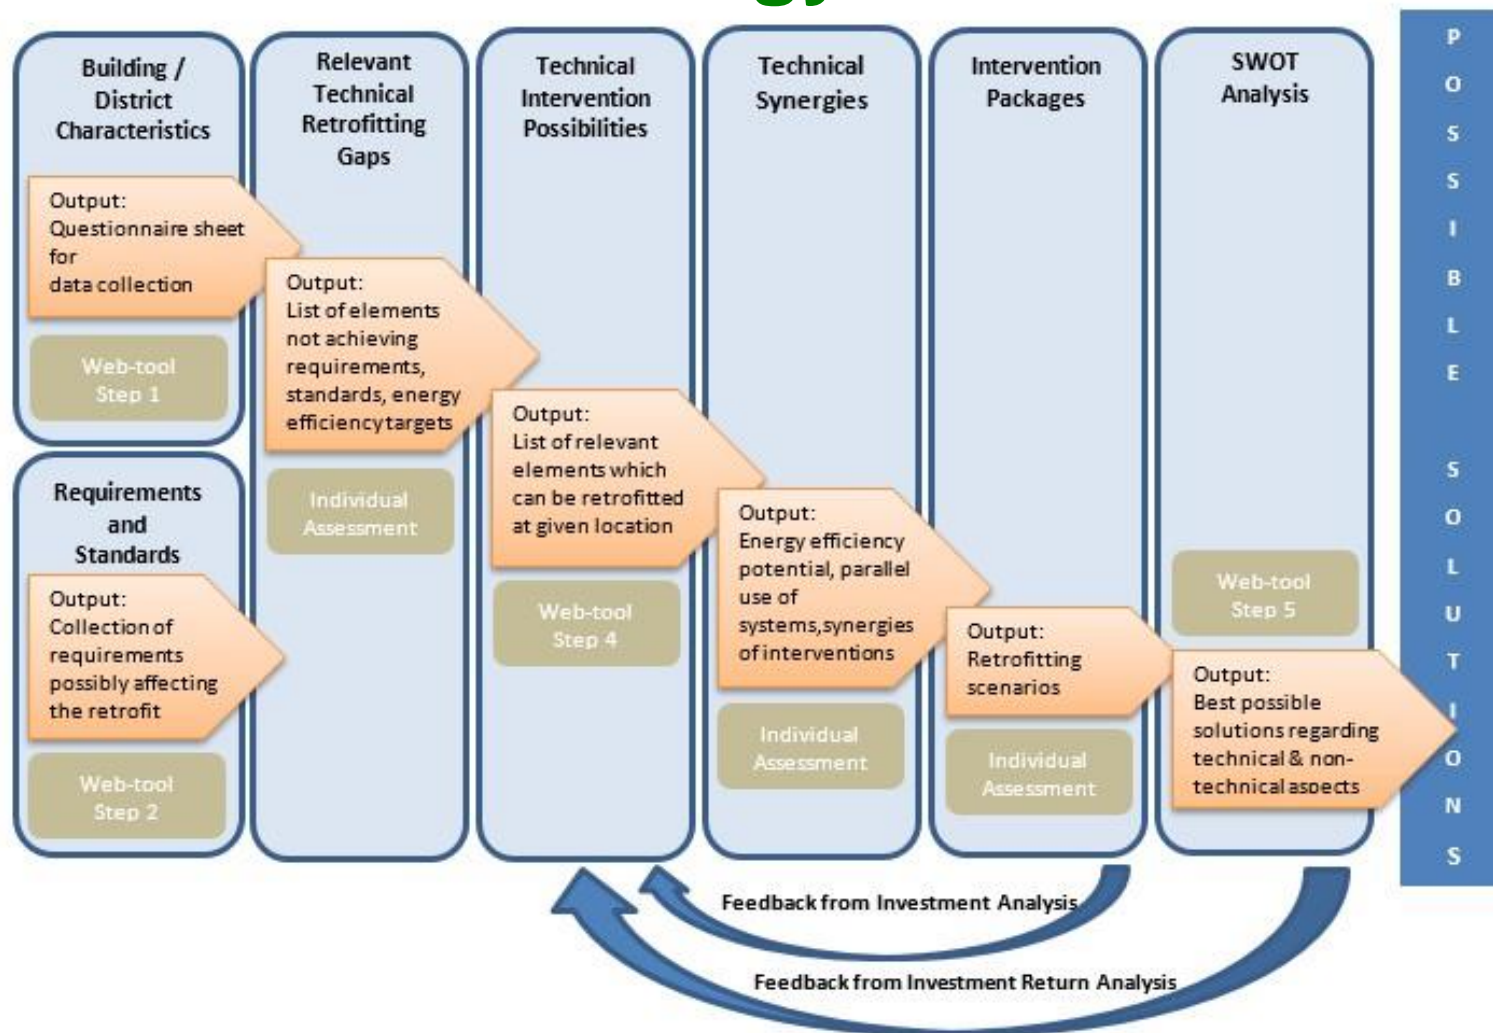 Building /
District
Characteristics
Output:
Questionnaire sheet
for
data collection
Web-tool
Step 1
Requirements
and
Standards
Output:
Collection of
requirements
possibly affecting
the retrofit
Web-tool
Step 2
Relevant
Technical
Retrofitting
Gaps
Output:
List of elements
not achieving
requirements,
standards, energy
efficiency targets
Individual
Assessment
Technical
Intervention
Possibilities
Output:
List of relevant
elements which
can be retrofitted
at given location
Web-tool
Step 4
Technical
Synergies
Output:
Energy efficiency
potential, parallel
use of
systems,synergies
of interventions
Individual
Assessment
Intervention
Packages
Output:
Retrofitting
scenarios
Individual
Assessment
SWOT
Analysis
Web-tool
Step 5
Output:
Best possible
solutions regarding
technical & non-
technical aspects
POSSIBLE SOLUTIONS
Feedback from Investment Analysis
Feedback from Investment Return Analysis